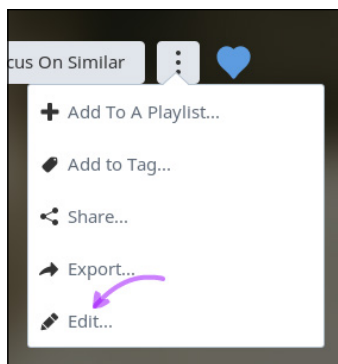 cus On Similar
Add To A Playlist...
Add to Tag...
Share...
Export...
Edit...